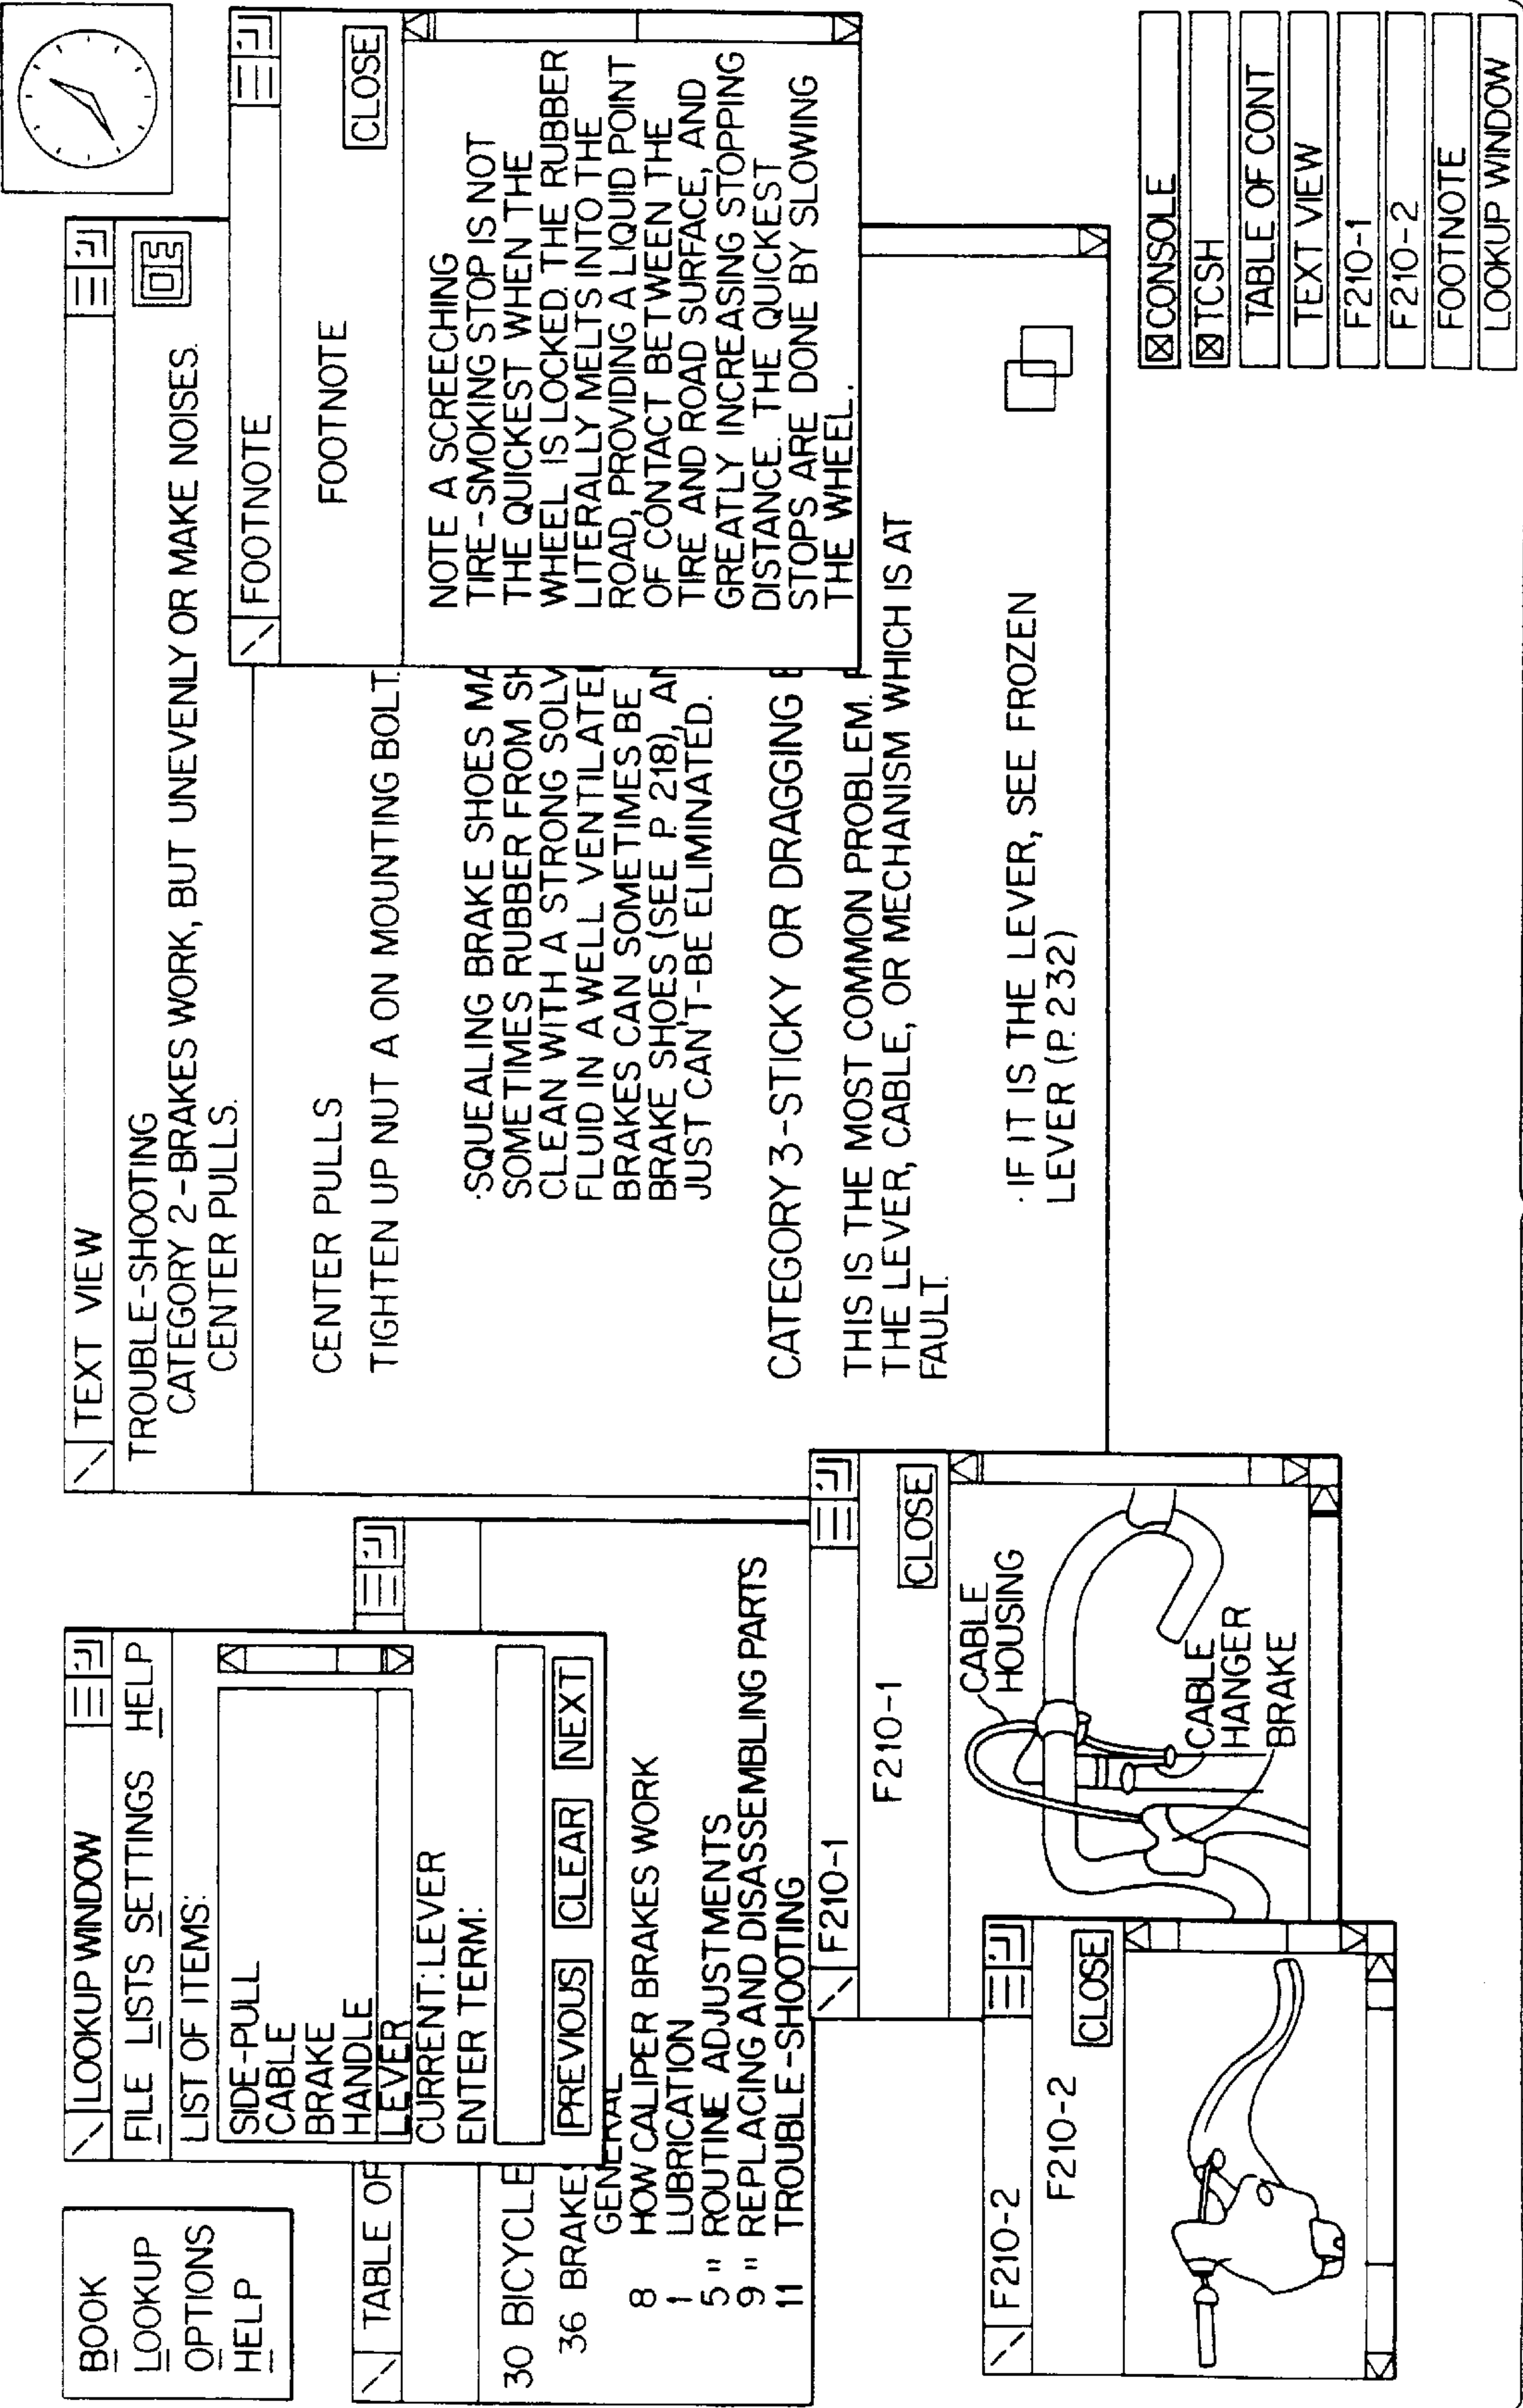 BOOK
LOOKUP
OPTIONS
HELP
LOOKUP WINDOW
FILE LISTS SETTINGS HELP
LIST OF ITEMS:
SIDE-PULL
CABLE
BRAKE
HANDLE
LEVER
CURRENT:LEVER
ENTER TERM:
PREVIOUS CLEAR NEXT
TABLE OF
30 BICYCLE
36 BRAKE
GENERAL
8 HOW CALIPER BRAKES WORK
1 LUBRICATION
5 " ROUTINE ADJUSTMENTS
9 " REPLACING AND DISASSEMBLING PARTS
11 TROUBLE-SHOOTING
TEXT VIEW
TROUBLE-SHOOTING
CATEGORY 2-BRAKES WORK, BUT UNEVENLY OR MAKE NOISES.
CENTER PULLS.
CENTER PULLS
TIGHTEN UP NUT A ON MOUNTING BOLT.
·SQUEALING BRAKE SHOES MA
SOMETIMES RUBBER FROM SH
CLEAN WITH A STRONG SOLV
FLUID IN A WELL VENTILATE
BRAKES CAN SOMETIMES BE
BRAKE SHOES (SEE P. 218), AN
JUST CAN'T-BE ELIMINATED.
CATEGORY 3-STICKY OR DRAGGING
THIS IS THE MOST COMMON PROBLEM.
THE LEVER, CABLE, OR MECHANISM WHICH IS AT
FAULT.
·IF IT IS THE LEVER, SEE FROZEN
LEVER (P.232)
FOOTNOTE
FOOTNOTE
CLOSE
NOTE A SCREECHING
TIRE-SMOKING STOP IS NOT
THE QUICKEST WHEN THE
WHEEL IS LOCKED. THE RUBBER
LITERALLY MELTS INTO THE
ROAD, PROVIDING A LIQUID POINT
OF CONTACT BETWEEN THE
TIRE AND ROAD SURFACE, AND
GREATLY INCREASING STOPPING
DISTANCE. THE QUICKEST
STOPS ARE DONE BY SLOWING
THE WHEEL.
F210-1
F210-1
CLOSE
CABLE
HOUSING
CABLE
HANGER
BRAKE
F210-2
F210-2
CLOSE
CONSOLE
TCSH
TABLE OF CONT
TEXT VIEW
F210-1
F210-2
FOOTNOTE
LOOKUP WINDOW